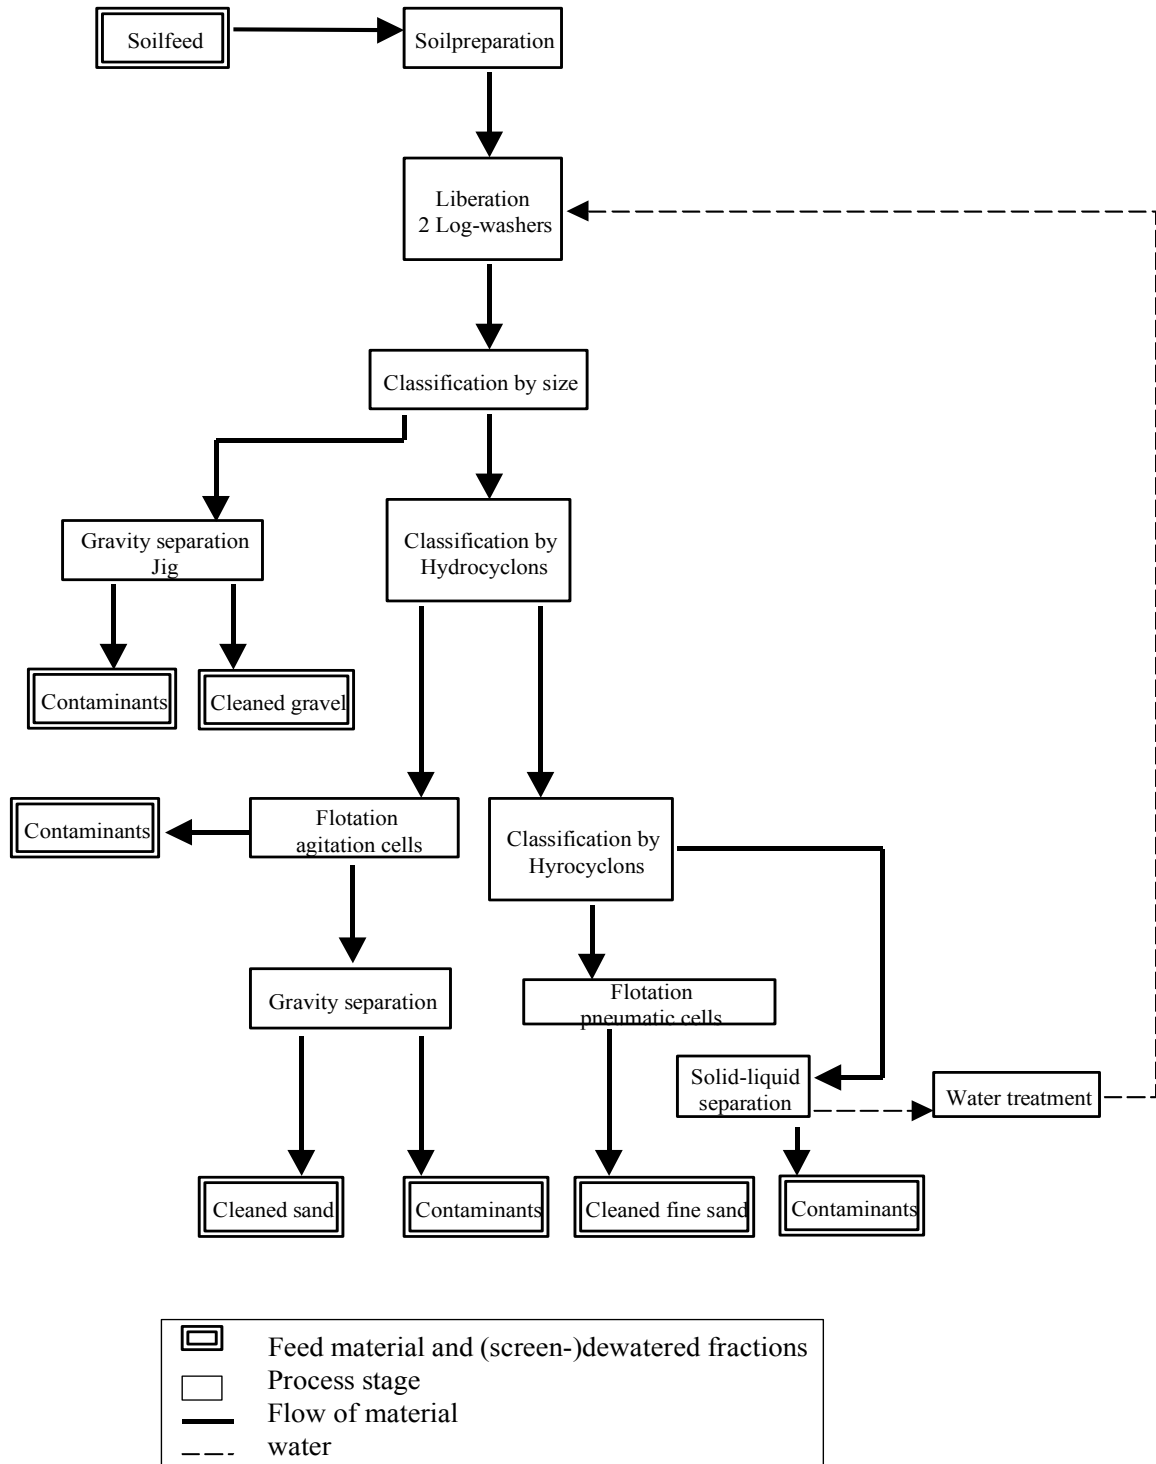 Soilfeed
Soilpreparation
Liberation
2 Log-washers
Classification by size
Gravity separation
Jig
Classification by
Hydrocyclons
Contaminants
Cleaned gravel
Contaminants
Flotation
agitation cells
Classification by
Hyrocyclons
Gravity separation
Flotation
pneumatic cells
Solid-liquid
separation
Water treatment
Cleaned sand
Contaminants
Cleaned fine sand
Contaminants
Feed material and (screen-)dewatered fractions
Process stage
Flow of material
water